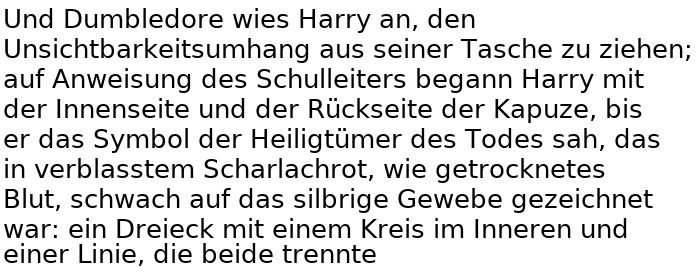 Und Dumbledore wies Harry an, den
Unsichtbarkeitsumhang aus seiner Tasche zu ziehen;
auf Anweisung des Schulleiters begann Harry mit
der Innenseite und der Rückseite der Kapuze, bis
er das Symbol der Heiligtümer des Todes sah, das
in verblasstem Scharlachrot, wie getrocknetes
Blut, schwach auf das silbrige Gewebe gezeichnet
war: ein Dreieck mit einem Kreis im Inneren und
einer Linie, die beide trennte